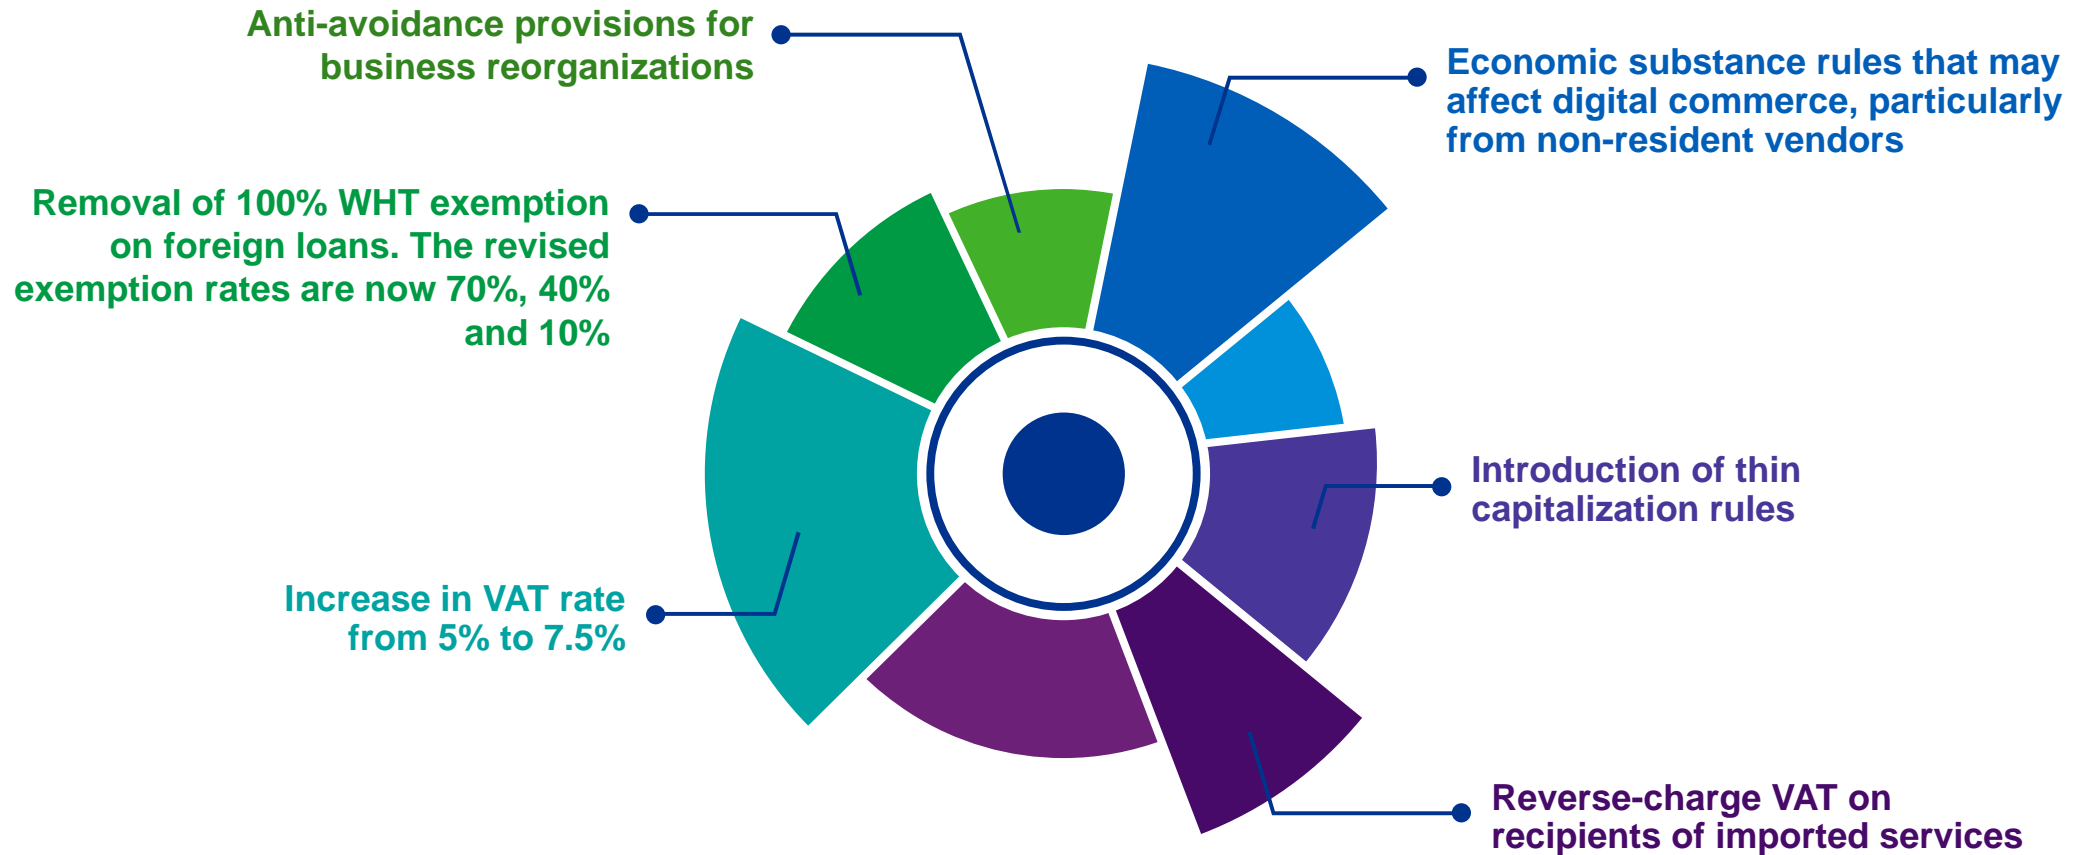 Anti-avoidance provisions for
business reorganizations
Economic substance rules that may
affect digital commerce, particularly
from non-resident vendors
Removal of 100% WHT exemption
on foreign loans. The revised
exemption rates are now 70%, 40%
and 10%
Introduction of thin
capitalization rules
Increase in VAT rate
from 5% to 7.5%
Reverse-charge VAT on
recipients of imported services